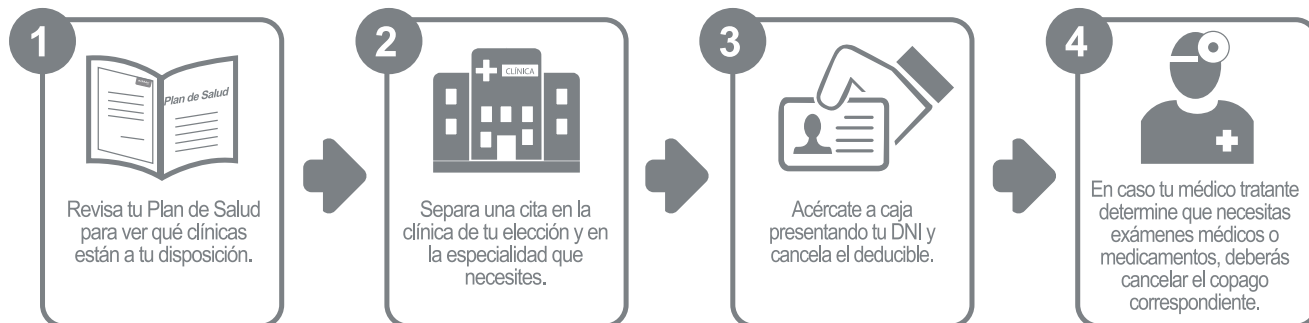 1
Plan de Salud
Revisa tu Plan de Salud
para ver qué clínicas
están a tu disposición.
2
CLÍNICA
Separa una cita en la
clínica de tu elección y en
la especialidad que
necesites.
3
Acércate a caja
presentando tu DNI y
cancela el deducible.
4
En caso tu médico tratante
determine que necesitas
exámenes médicos o
medicamentos, deberás
cancelar el copago
correspondiente.